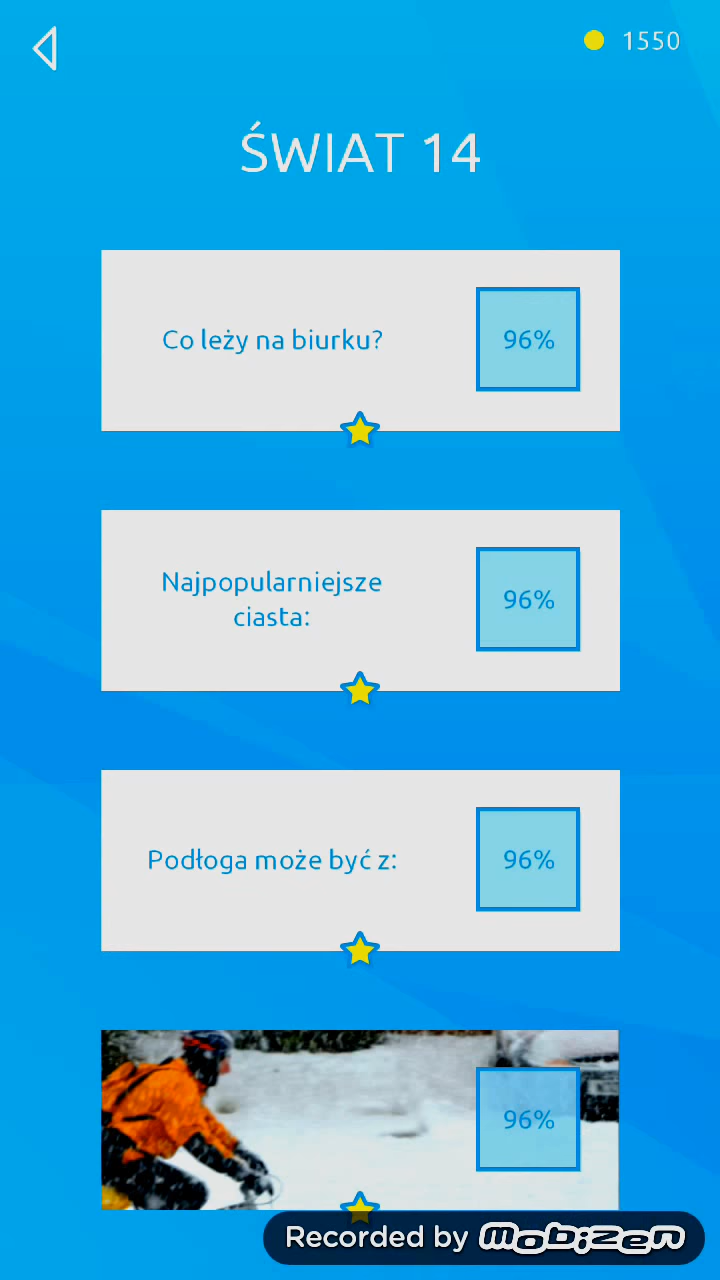 1550
ŚWIAT 14
Co leży na biurku?
96%
Najpopularniejsze
ciasta:
96%
Podłoga może być z:
96%
96%
Recorded by mobizen